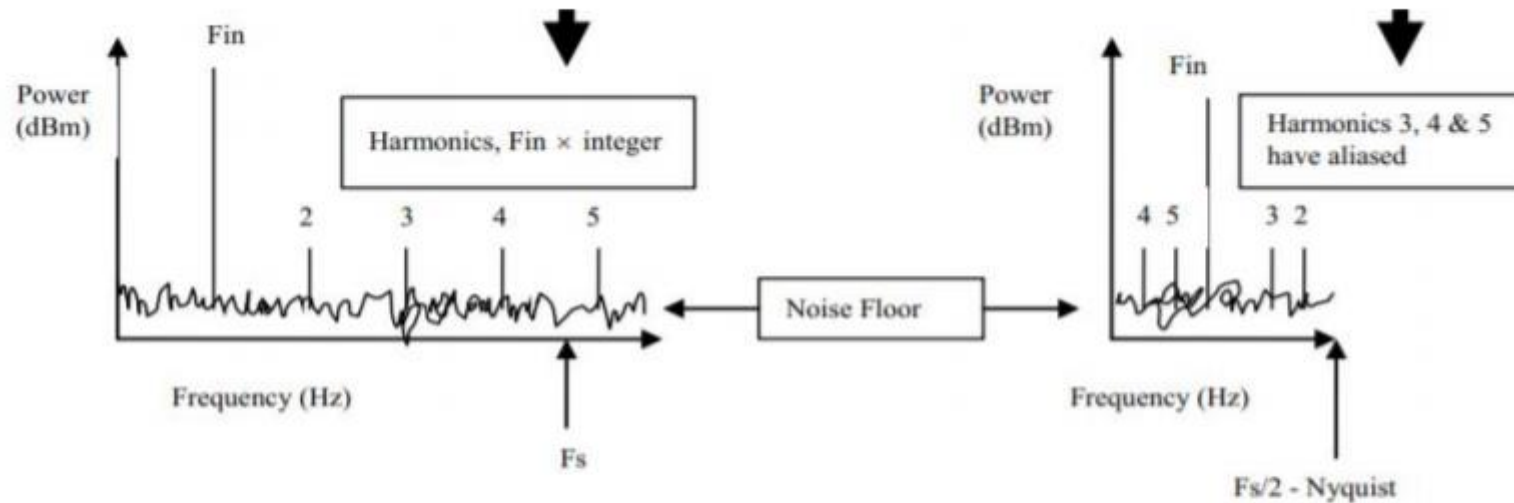 Fin
Power
(dBm)
Harmonics, Fin × integer
2
3
4
5
Frequency (Hz)
Fs
Noise Floor
Fin
Power
(dBm)
Harmonics 3, 4 & 5
have aliased
4 5
3 2
Frequency (Hz)
Fs/2 - Nyquist